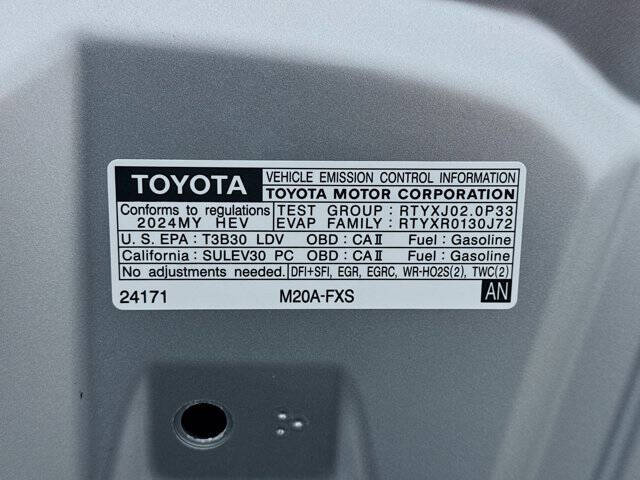 TOYOTA VEHICLE EMISSION CONTROL INFORMATION
TOYOTA MOTOR CORPORATION
Conforms to regulations TEST GROUP : RTYXJ02.0P33
2024MY HEV EVAP FAMILY : RTYXR0130J72
U. S. EPA : T3B30 LDV OBD : CAⅡ Fuel : Gasoline
California : SULEV30 PC OBD : CAⅡ Fuel : Gasoline
No adjustments needed. DFI+SFI, EGR, EGRC, WR-HO2S(2), TWC(2)
24171 M20A-FXS AN